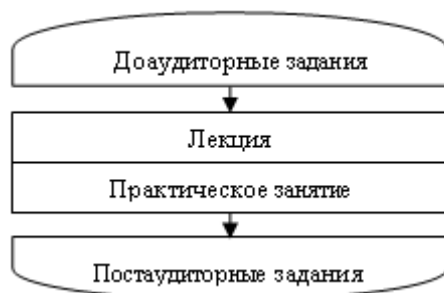 Доаудиторные задания
Лекция
Практическое занятие
Постаудиторные задания